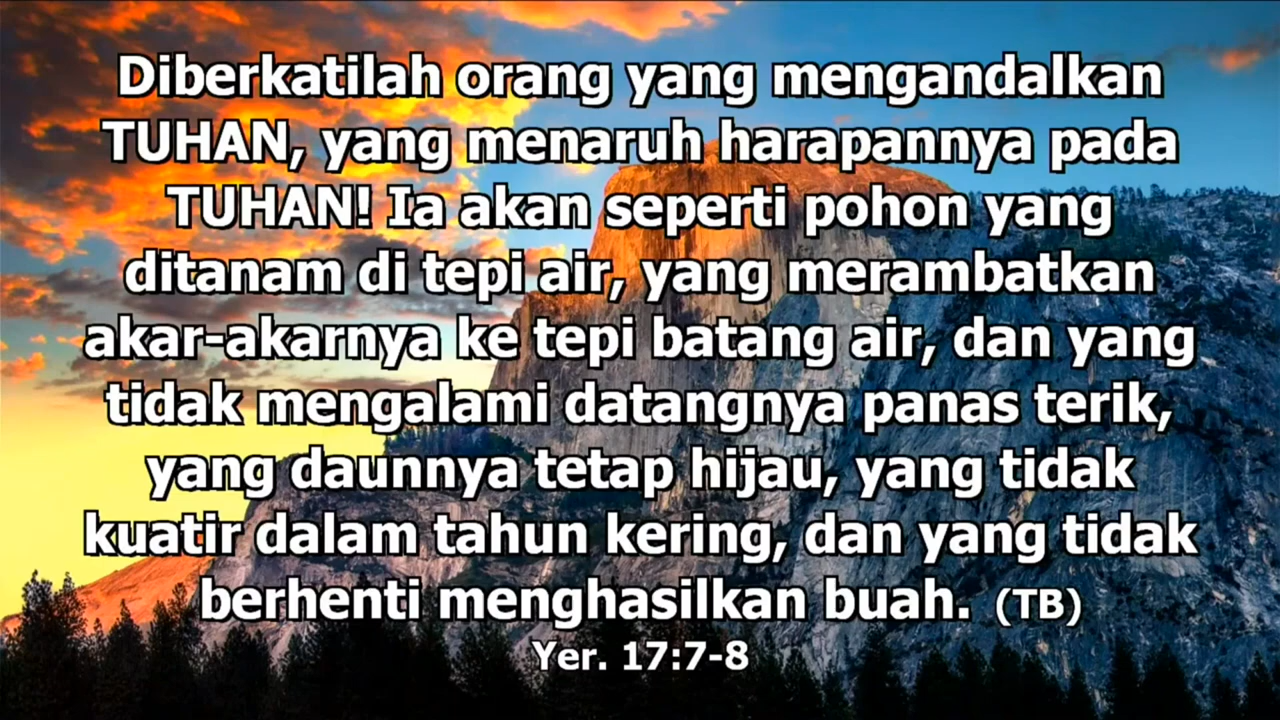 Diberkatilah orang yang mengandalkan
TUHAN, yang menaruh harapannya pada
TUHAN! Ia akan seperti pohon yang
ditanam di tepi air, yang merambatkan
akar-akarnya ke tepi batang air, dan yang
tidak mengalami datangnya panas terik,
yang daunnya tetap hijau, yang tidak
kuatir dalam tahun kering, dan yang tidak
berhenti menghasilkan buah. (TB)
Yer. 17:7-8